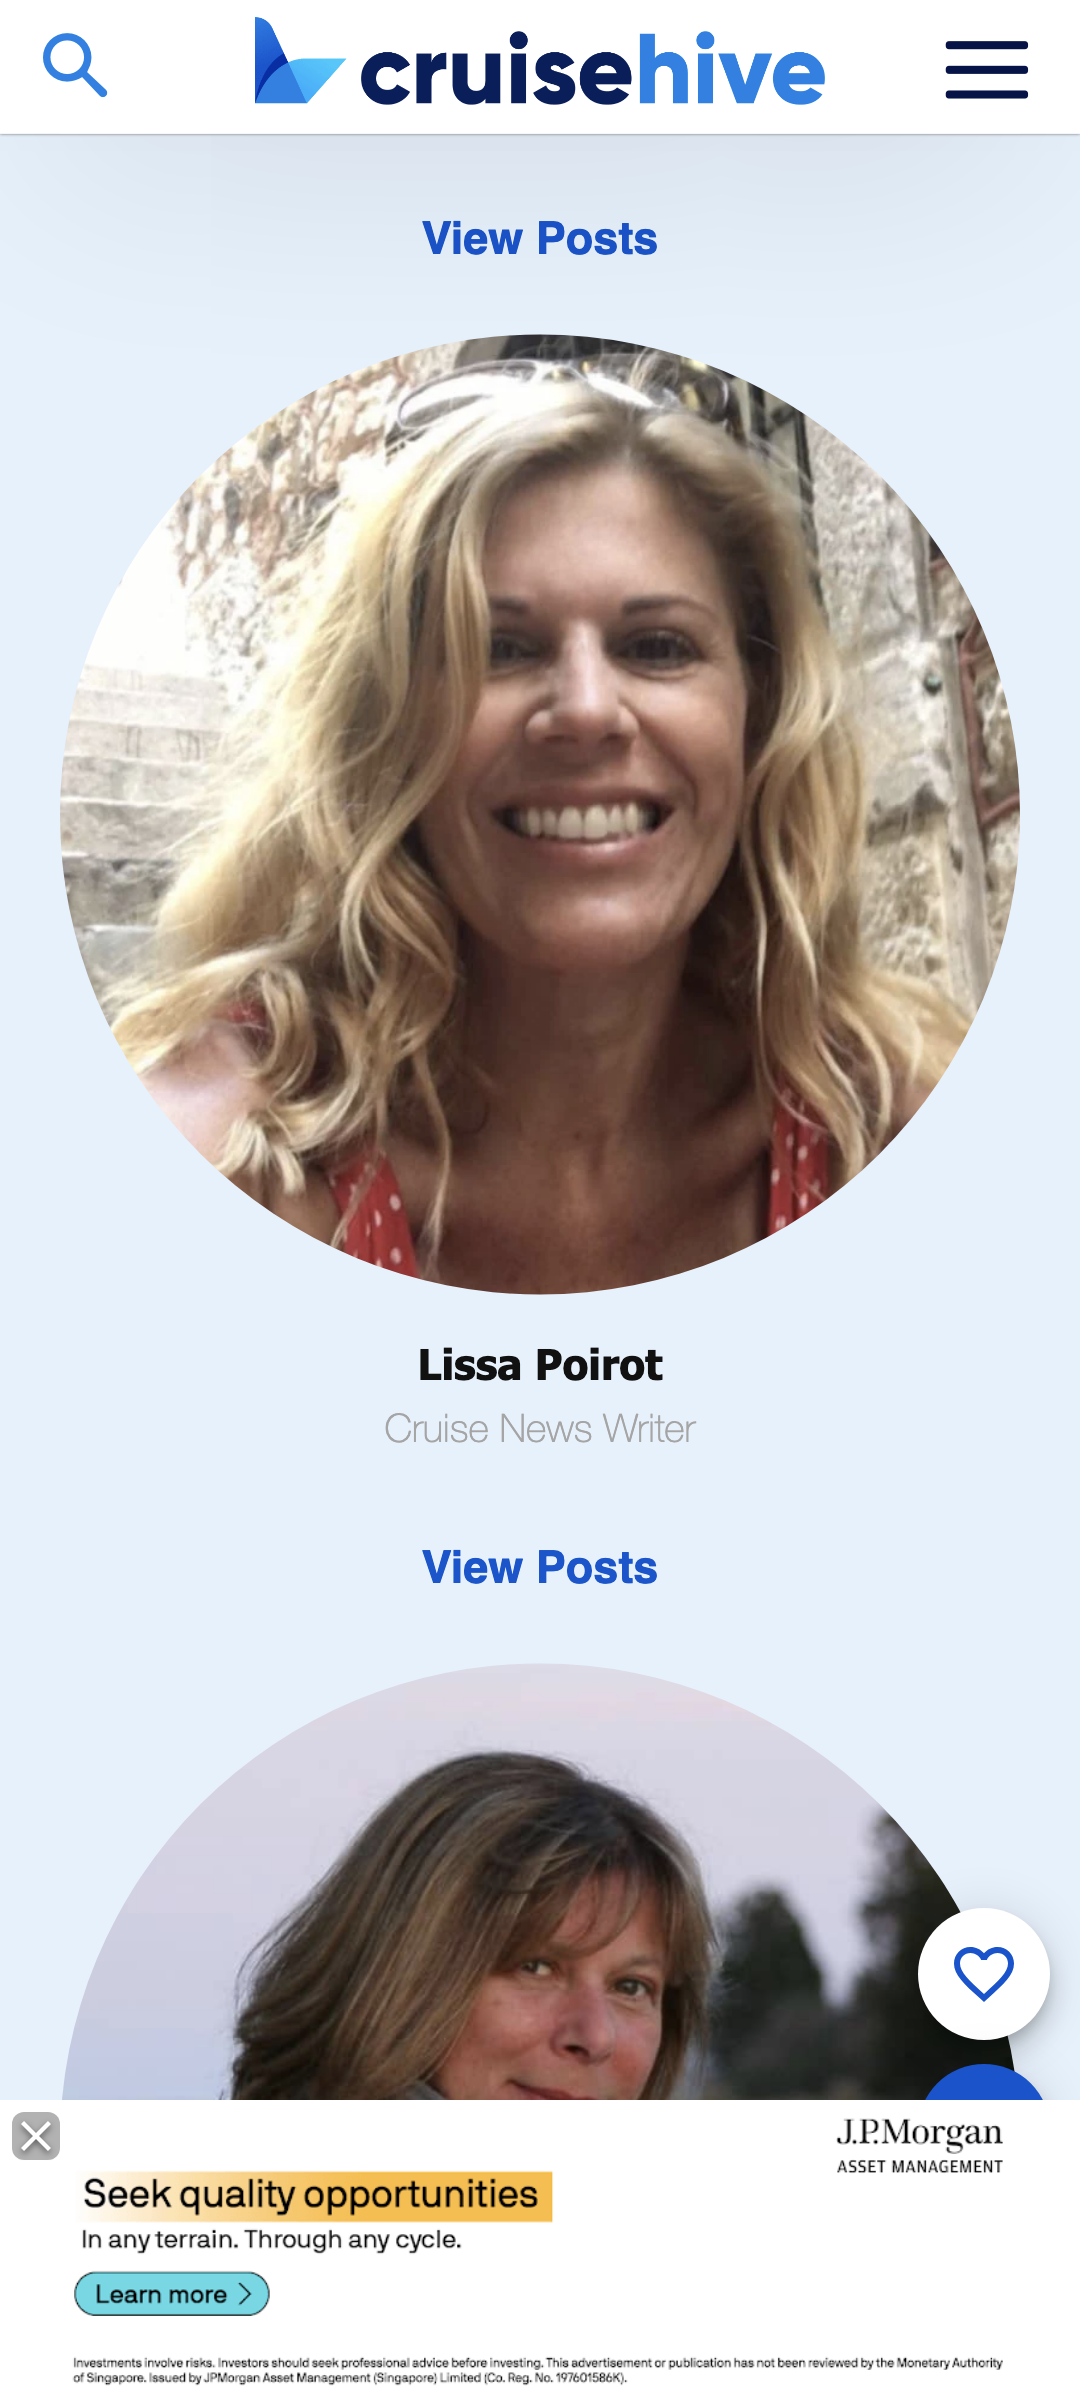 cruisehive
View Posts
Lissa Poirot
Cruise News Writer
View Posts
J.P.Morgan
ASSET MANAGEMENT
Seek quality opportunities
In any terrain. Through any cycle.
Learn more
Investments involve risks. Investors should seek professional advice before investing. This advertisement or publication has not been reviewed by the Monetary Authority
of Singapore. Issued by JPMorgan Asset Management (Singapore) Limited (Co. Reg. No. 197601586K).